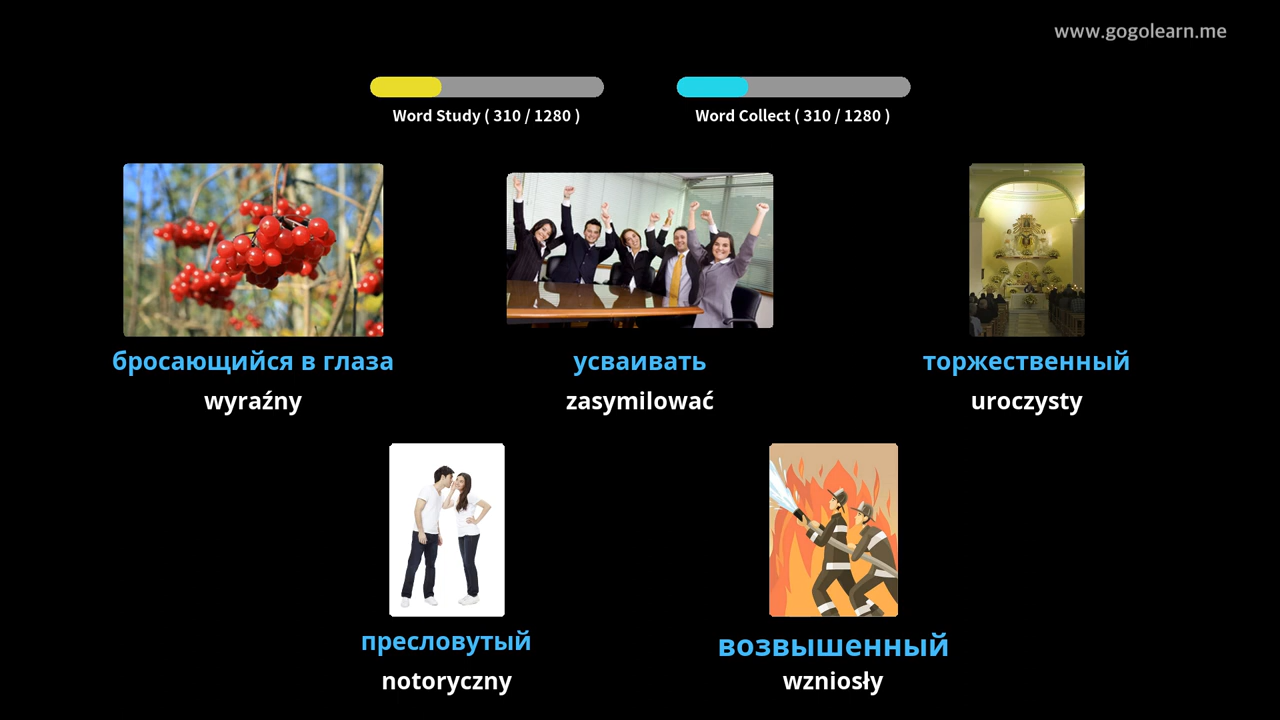 www.gogolearn.me
Word Study ( 310 / 1280 )
Word Collect ( 310 / 1280 )
бросающийся в глаза
wyraźny
усваивать
zasymilować
торжественный
uroczysty
пресловутый
notoryczny
возвышенный
wzniosły